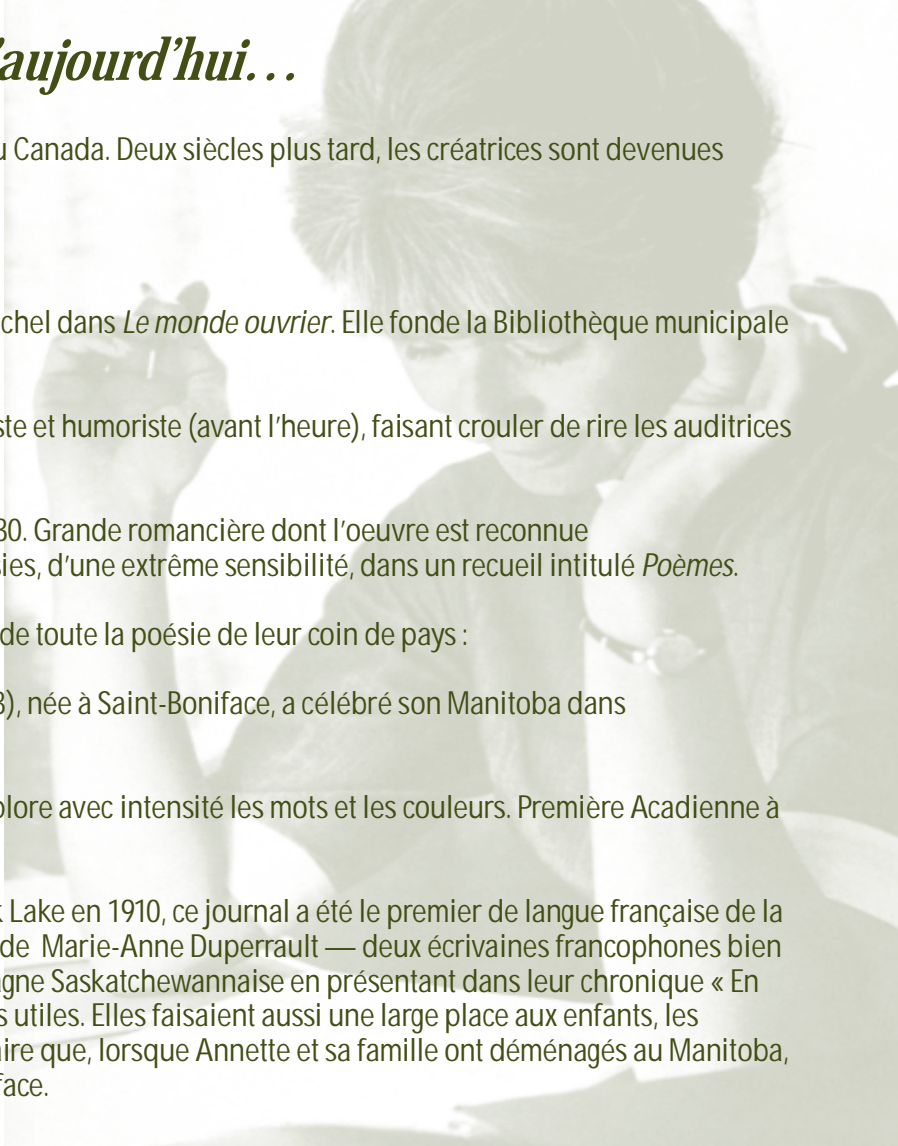 'aujourd'hui…
u Canada. Deux siècles plus tard, les créatrices sont devenues
chel dans Le monde ouvrier. Elle fonde la Bibliothèque municipale
ste et humoriste (avant l'heure), faisant crouler de rire les auditrices
30. Grande romancière dont l'oeuvre est reconnue
sies, d'une extrême sensibilité, dans un recueil intitulé Poèmes.
de toute la poésie de leur coin de pays :
3), née à Saint-Boniface, a célébré son Manitoba dans
plore avec intensité les mots et les couleurs. Première Acadienne à
k Lake en 1910, ce journal a été le premier de langue française de la
de Marie-Anne Duperrault — deux écrivaines francophones bien
gne Saskatchewannaise en présentant dans leur chronique « En
s utiles. Elles faisaient aussi une large place aux enfants, les
aire que, lorsque Annette et sa famille ont déménagés au Manitoba,
face.